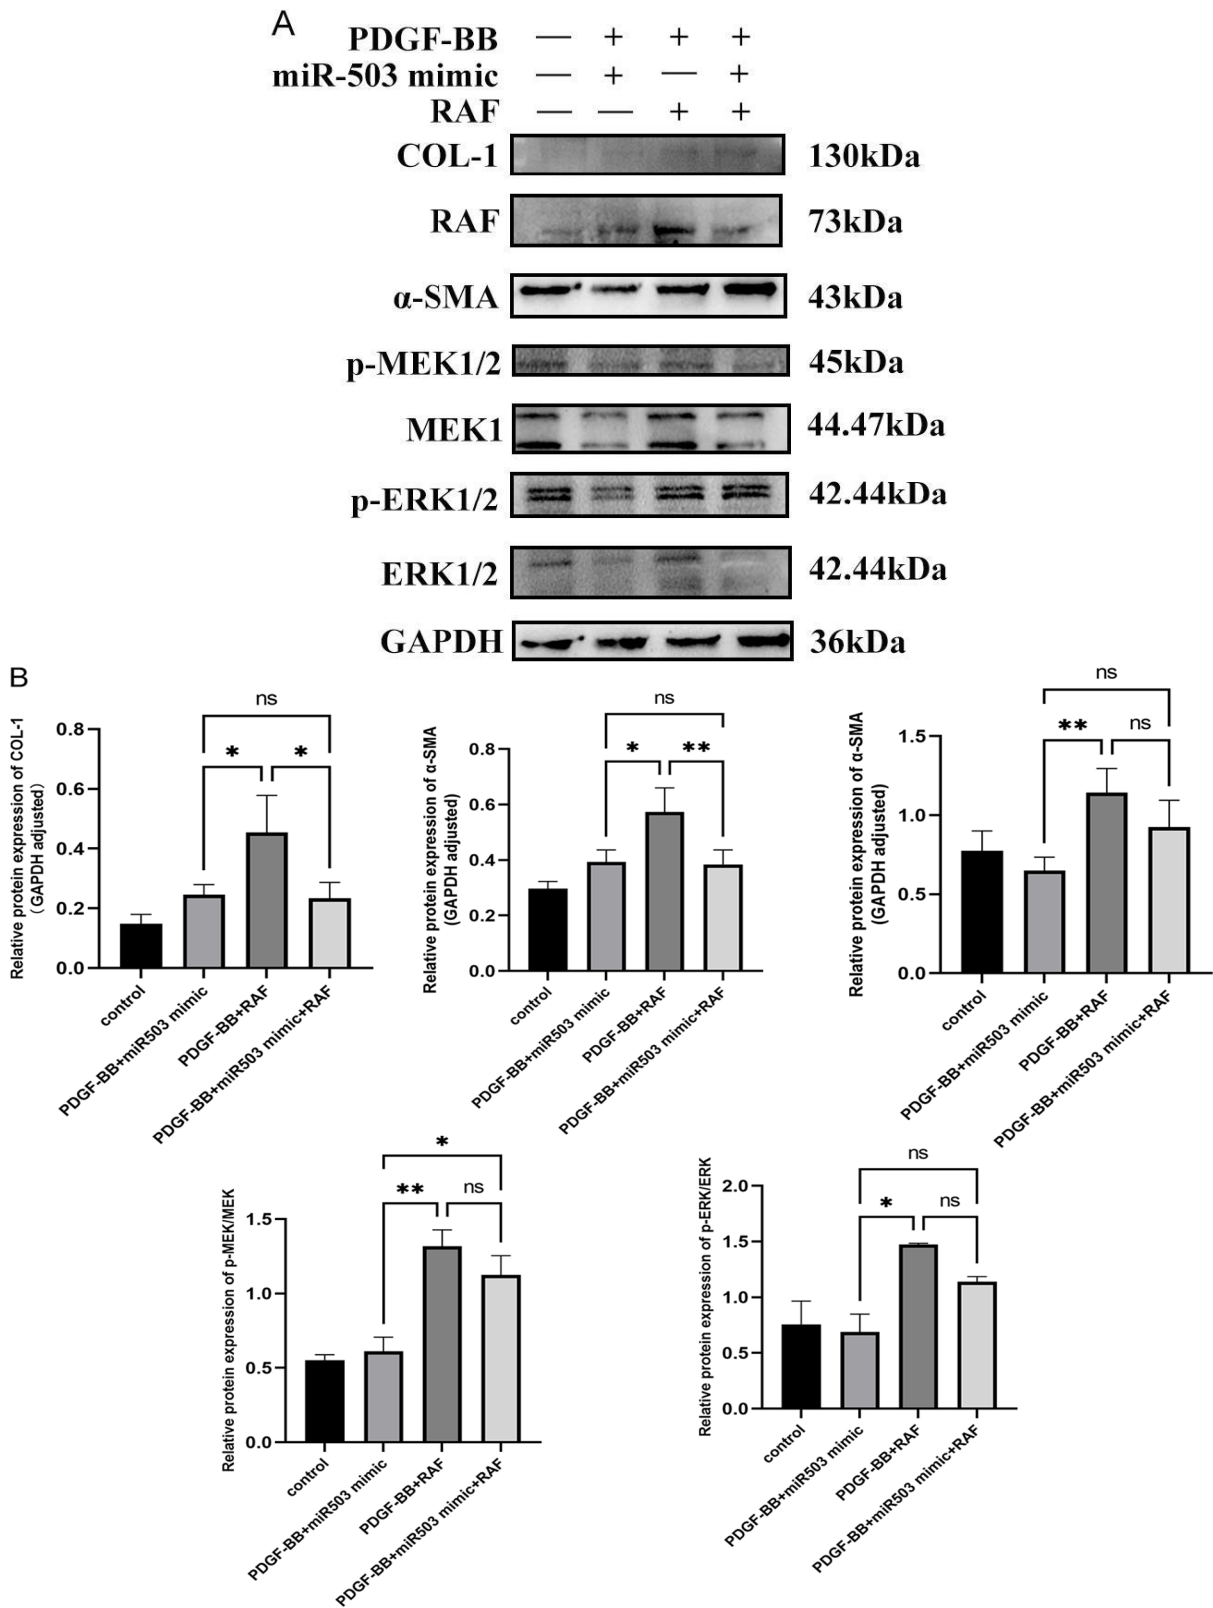 A
PDGF-BB — + + +
miR-503 mimic — + — +
RAF — — + +
COL-1 130kDa
RAF 73kDa
α-SMA 43kDa
p-MEK1/2 45kDa
MEK1 44.47kDa
p-ERK1/2 42.44kDa
ERK1/2 42.44kDa
GAPDH 36kDa
B
Relative protein expression of COL-1
(GAPDH adjusted)
0.8
0.6
0.4
0.2
0.0
ns
* *
control
PDGF-BB+miR503 mimic
PDGF-BB+RAF
PDGF-BB+miR503 mimic+RAF
Relative protein expression of α-SMA
(GAPDH adjusted)
0.8
0.6
0.4
0.2
0.0
ns
* **
control
PDGF-BB+miR503 mimic
PDGF-BB+RAF
PDGF-BB+miR503 mimic+RAF
Relative protein expression of α-SMA
(GAPDH adjusted)
1.5
1.0
0.5
0.0
ns
** ns
control
PDGF-BB+miR503 mimic
PDGF-BB+RAF
PDGF-BB+miR503 mimic+RAF
Relative protein expression of p-MEK/MEK
1.5
1.0
0.5
0.0
*
** ns
control
PDGF-BB+miR503 mimic
PDGF-BB+RAF
PDGF-BB+miR503 mimic+RAF
Relative protein expression of p-ERK/ERK
2.0
1.5
1.0
0.5
0.0
ns
* ns
control
PDGF-BB+miR503 mimic
PDGF-BB+RAF
PDGF-BB+miR503 mimic+RAF